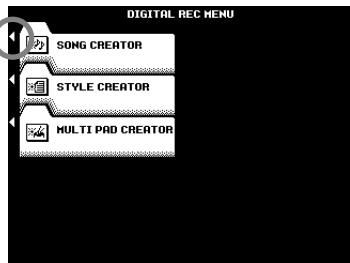 DIGITAL REC MENU
SONG CREATOR
STYLE CREATOR
MULTI PAD CREATOR